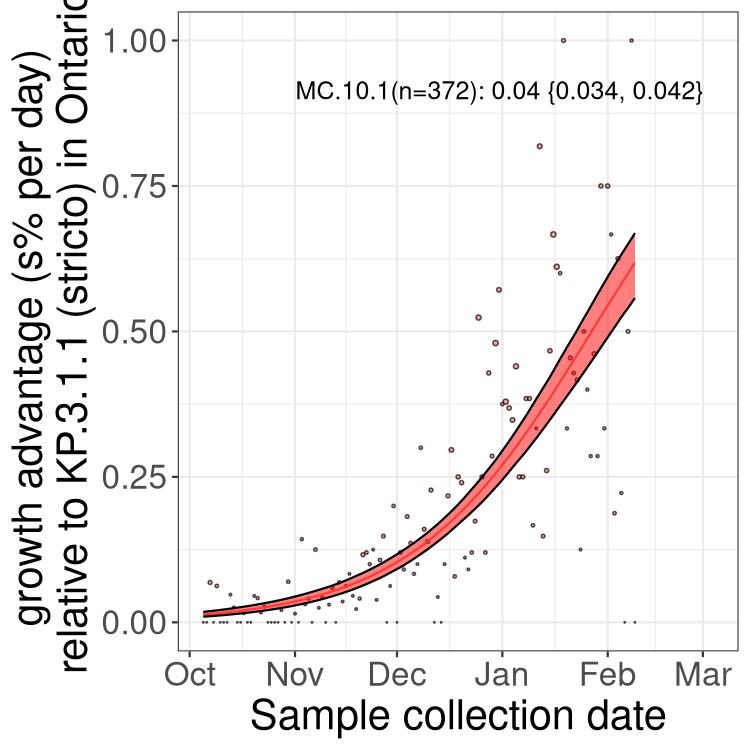 growth advantage (s% per day)
relative to KP.3.1.1 (stricto) in Ontario
1.00
0.75
0.50
0.25
0.00
MC.10.1(n=372): 0.04 {0.034, 0.042}
Oct Nov Dec Jan Feb Mar
Sample collection date